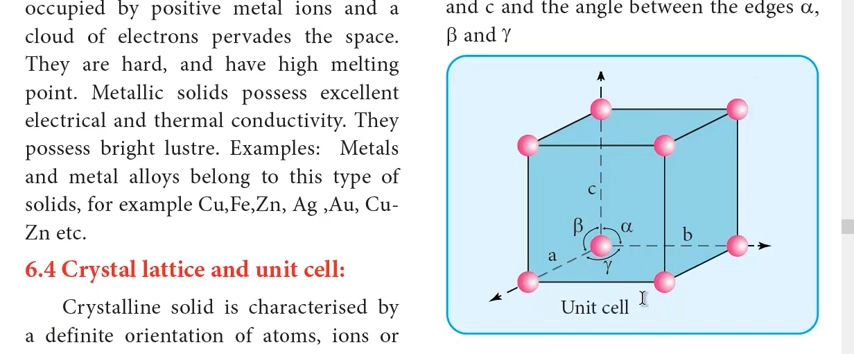 occupied by positive metal ions and a
cloud of electrons pervades the space.
They are hard, and have high melting
point. Metallic solids possess excellent
electrical and thermal conductivity. They
possess bright lustre. Examples: Metals
and metal alloys belong to this type of
solids, for example Cu,Fe,Zn, Ag ,Au, Cu-
Zn etc.
6.4 Crystal lattice and unit cell:
Crystalline solid is characterised by
a definite orientation of atoms, ions or
and c and the angle between the edges α,
β and γ
c
β
α
b
a
γ
Unit cell